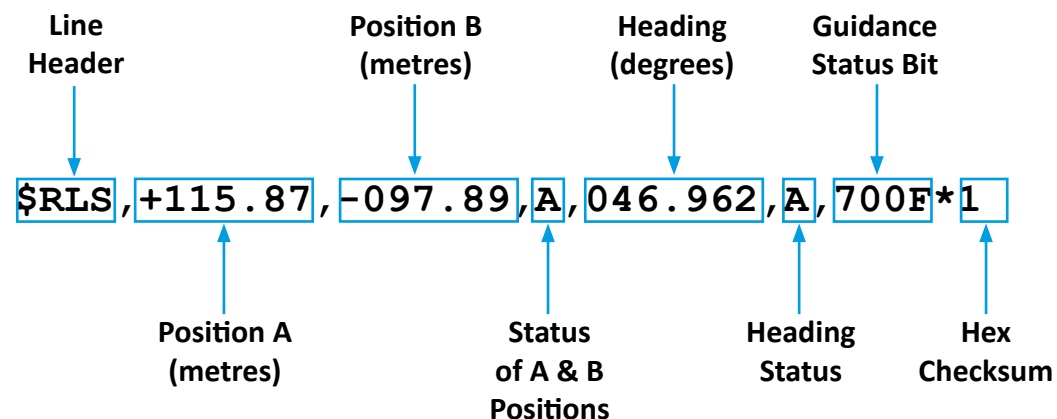 Line
Header
Position B
(metres)
Heading
(degrees)
Guidance
Status Bit
$RLS,+115.87,-097.89,A,046.962,A,700F*1
Position A
(metres)
Status
of A & B
Positions
Heading
Status
Hex
Checksum